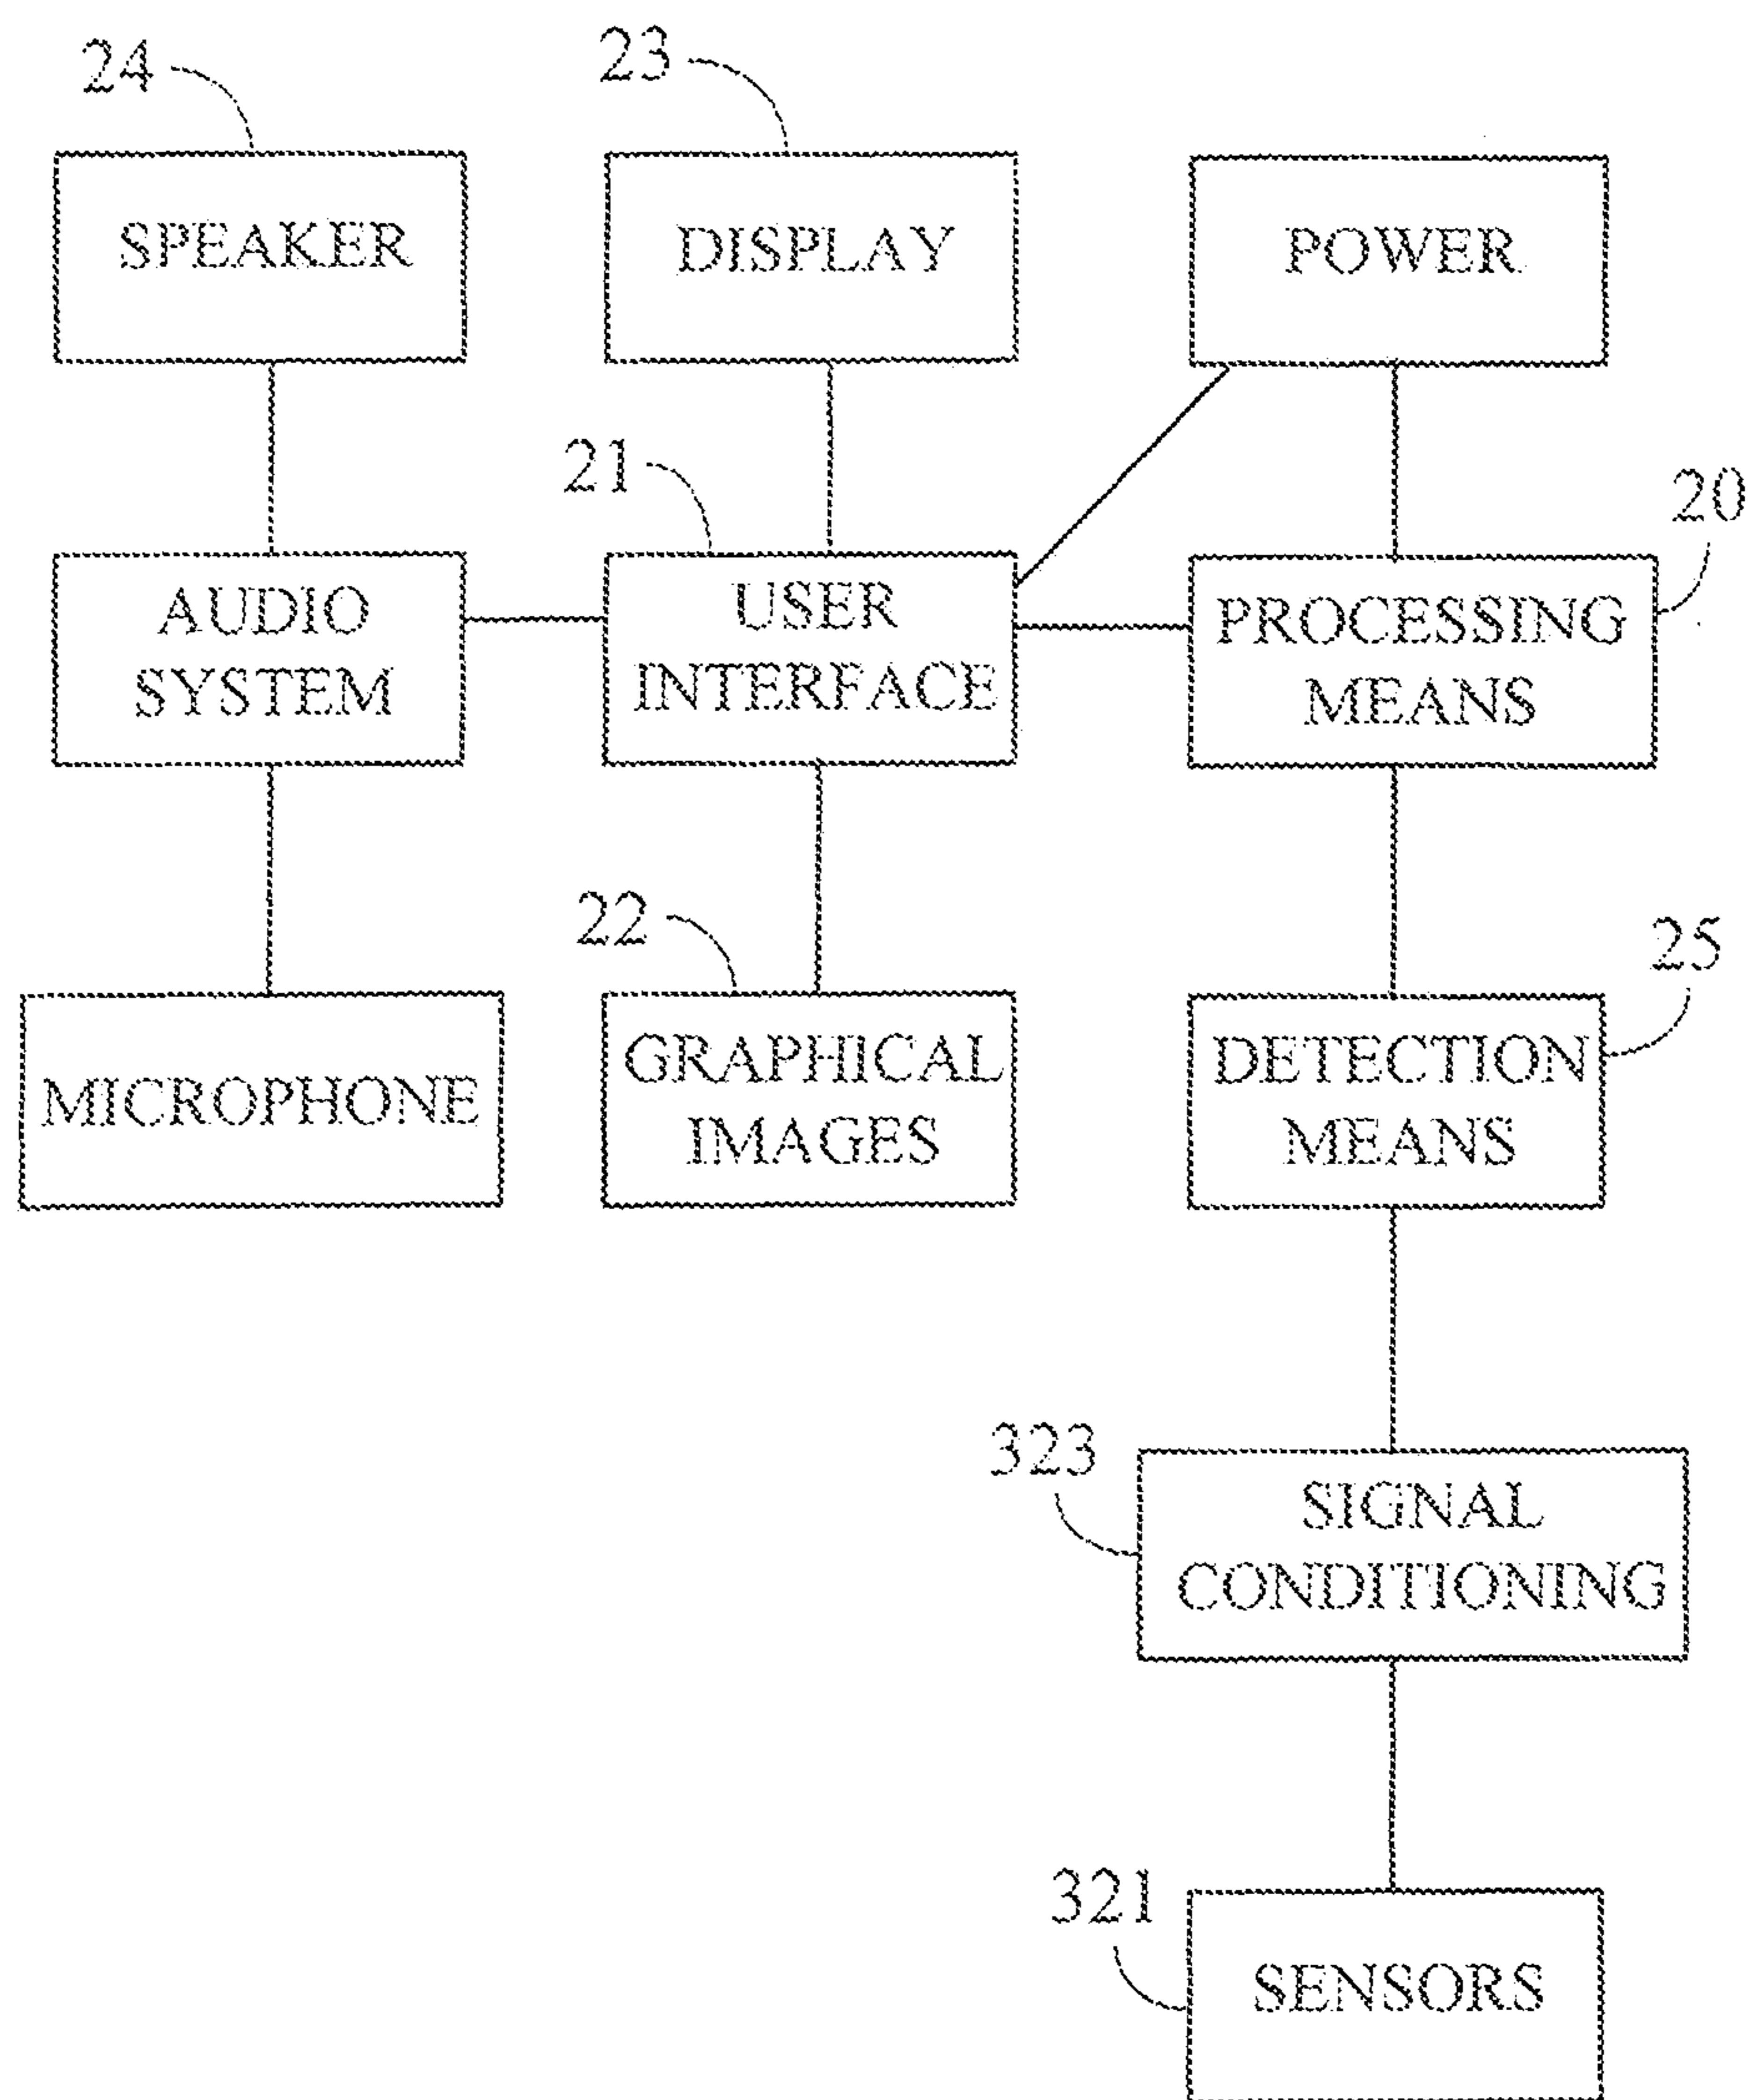 24
23
SPEAKER
DISPLAY
POWER
21
20
AUDIO
SYSTEM
USER
INTERFACE
PROCESSING
MEANS
22
25
MICROPHONE
GRAPHICAL
IMAGES
DETECTION
MEANS
323
SIGNAL
CONDITIONING
321
SENSORS